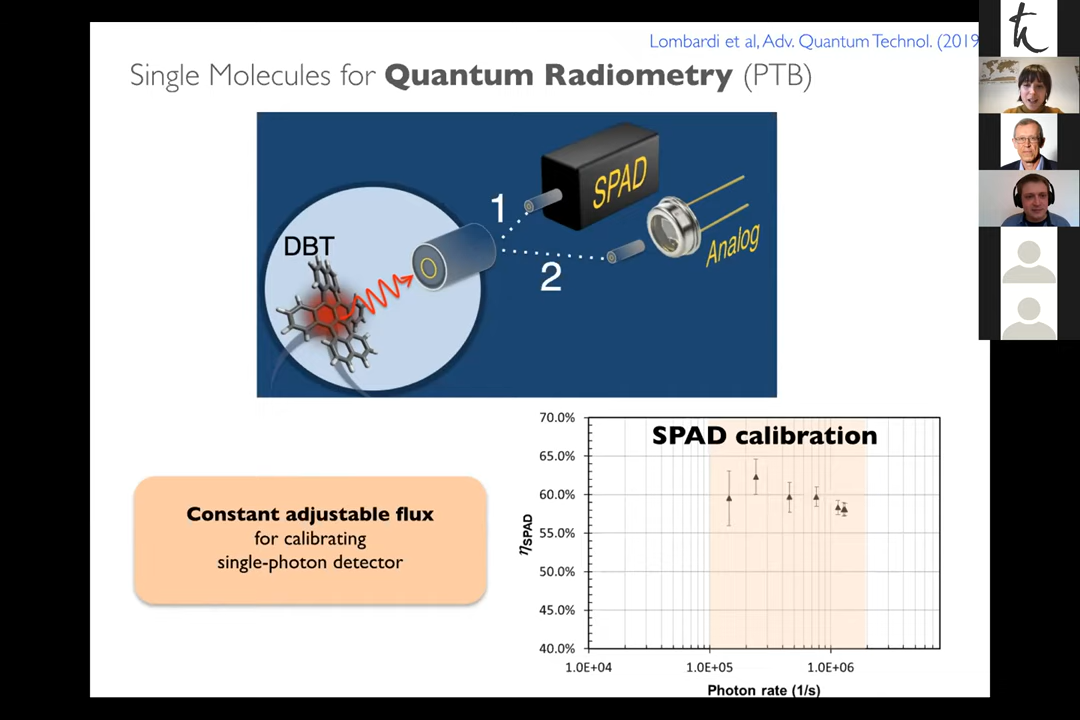 Lombardi et al, Adv. Quantum Technol. (2019
Single Molecules for Quantum Radiometry (PTB)
DBT
1
2
SPAD
Analog
Constant adjustable flux
for calibrating
single-photon detector
SPAD calibration
70.0%
65.0%
60.0%
55.0%
50.0%
45.0%
40.0%
ηSPAD
1.0E+04
1.0E+05
1.0E+06
Photon rate (1/s)